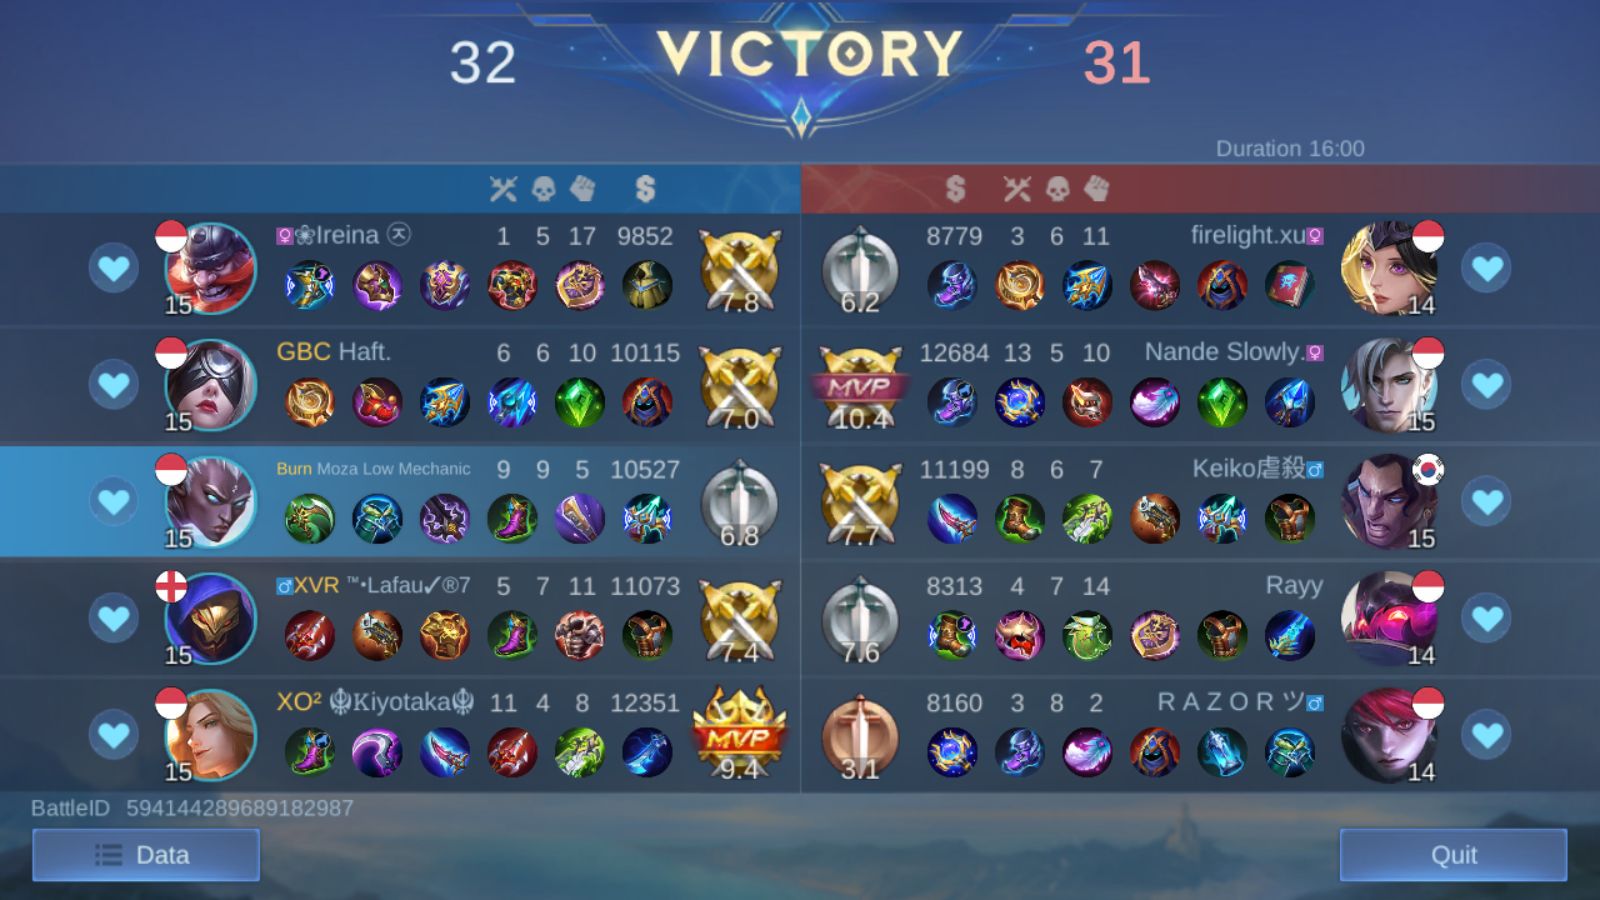 32 VICTORY 31
Duration 16:00
♀❀Ireina ㉨ 1 5 17 9852
15 7.8
6.2 8779 3 6 11 firelight.xu♀
14
GBC Haft. 6 6 10 10115
15 7.0
MVP 10.4 12684 13 5 10 Nande Slowly.♀
15
Burn Moza Low Mechanic 9 9 5 10527
15 6.8
7.7 11199 8 6 7 Keiko虐殺♂
15
♂XVR ™•Lafau✓®7 5 7 11 11073
15 7.4
7.6 8313 4 7 14 Rayy
14
XO² ☬Kiyotaka☬ 11 4 8 12351
15 MVP 9.4
3.1 8160 3 8 2 R A Z O R ツ♂
14
BattleID 594144289689182987
Data
Quit